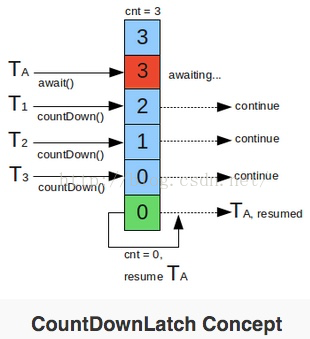 cnt = 3
3
TA
await()
3
awaiting...
T1
countDown()
2
continue
T2
countDown()
1
continue
T3
countDown()
0
continue
0
TA, resumed
cnt = 0,
resume TA
CountDownLatch Concept